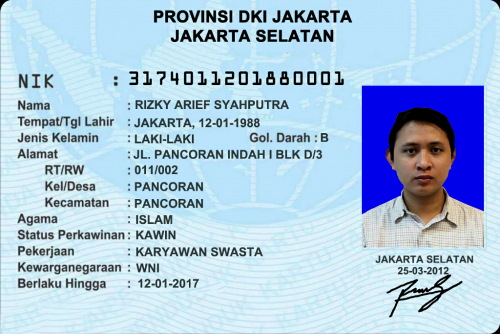 PROVINSI DKI JAKARTA
JAKARTA SELATAN
NIK : 3174011201880001
Nama : RIZKY ARIEF SYAHPUTRA
Tempat/Tgl Lahir : JAKARTA, 12-01-1988
Jenis Kelamin : LAKI-LAKI Gol. Darah : B
Alamat : JL. PANCORAN INDAH I BLK D/3
RT/RW : 011/002
Kel/Desa : PANCORAN
Kecamatan : PANCORAN
Agama : ISLAM
Status Perkawinan : KAWIN
Pekerjaan : KARYAWAN SWASTA
Kewarganegaraan : WNI
Berlaku Hingga : 12-01-2017
JAKARTA SELATAN
25-03-2012